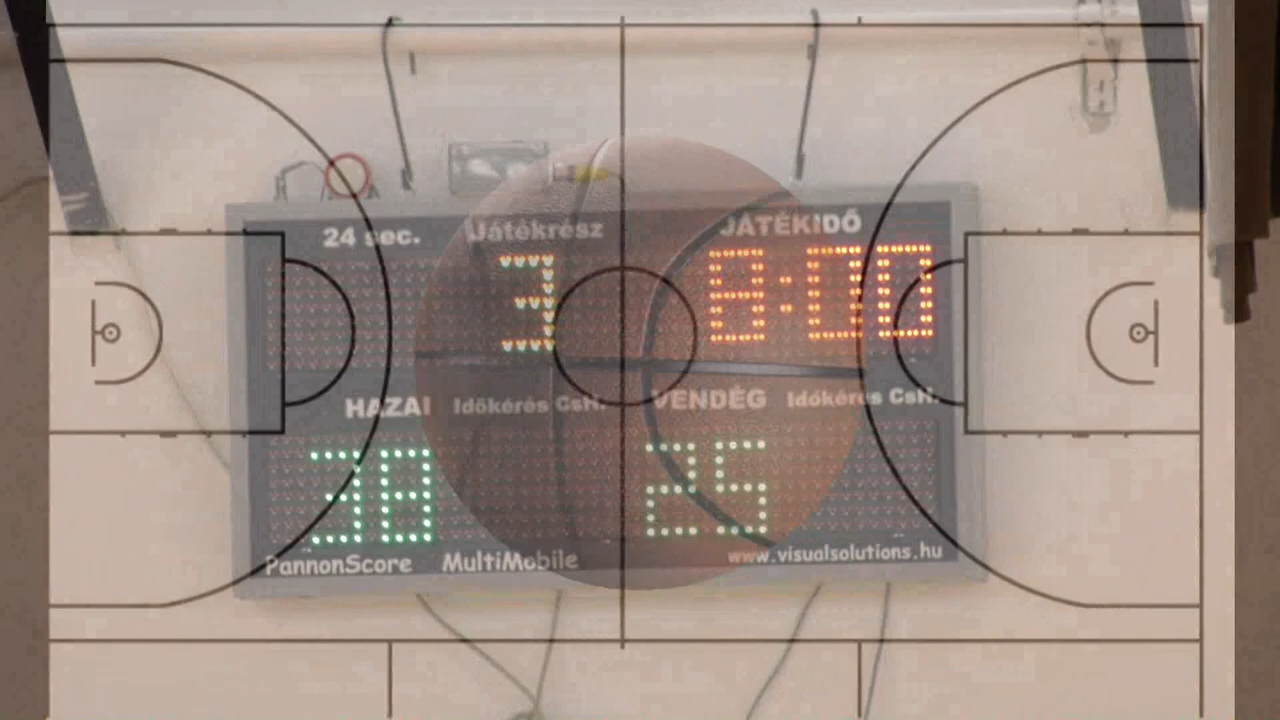 24 sec. Játékrész JÁTÉKIDŐ
3 8:00
HAZAI Időkérés CsH. VENDÉG Időkérés CsH.
38 25
PannonScore MultiMobile www.visualsolutions.hu